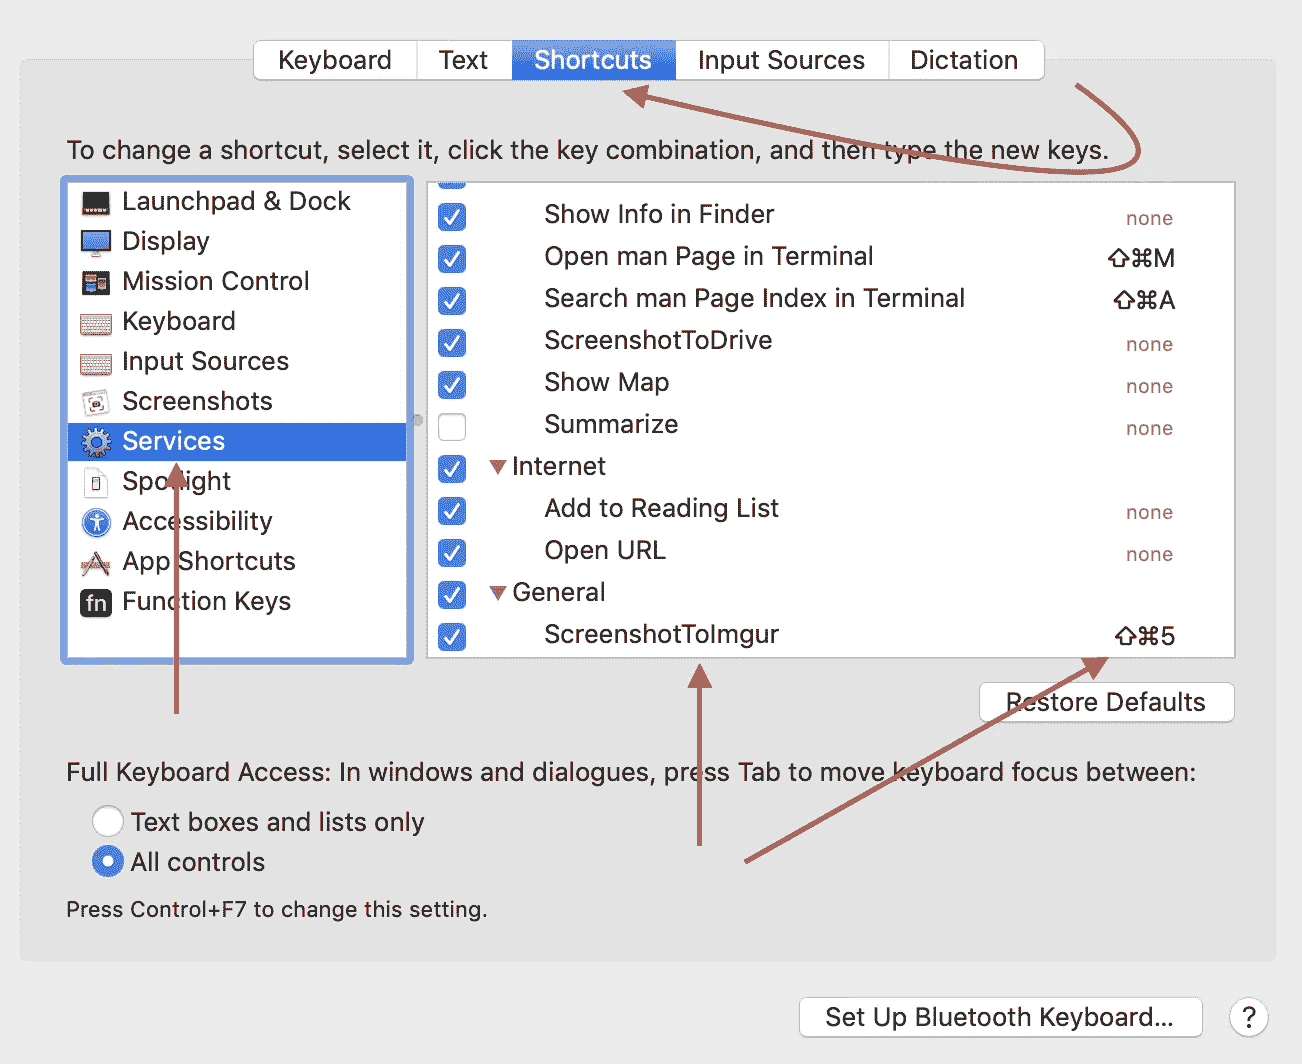 Keyboard Text Shortcuts Input Sources Dictation
To change a shortcut, select it, click the key combination, and then type the new keys.
Launchpad & Dock
Display
Mission Control
Keyboard
Input Sources
Screenshots
Services
Spotlight
Accessibility
App Shortcuts
fn Function Keys
Show Info in Finder none
Open man Page in Terminal ⇧⌘M
Search man Page Index in Terminal ⇧⌘A
ScreenshotToDrive none
Show Map none
Summarize none
Internet
Add to Reading List none
Open URL none
General
ScreenshotToImgur ⇧⌘5
Restore Defaults
Full Keyboard Access: In windows and dialogues, press Tab to move keyboard focus between:
Text boxes and lists only
All controls
Press Control+F7 to change this setting.
Set Up Bluetooth Keyboard... ?